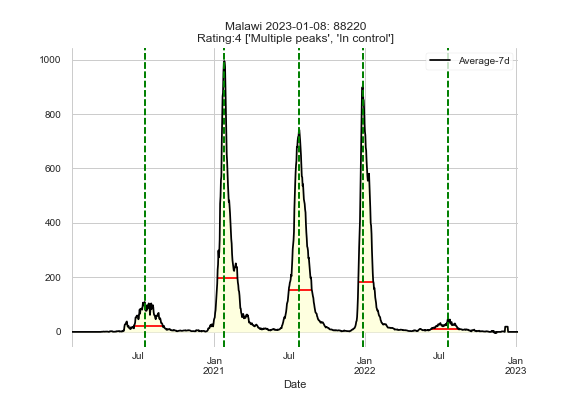 Malawi 2023-01-08: 88220
Rating:4 ['Multiple peaks', 'In control']
Average-7d
1000
800
600
400
200
0
Jul
Jan
2021
Jul
Jan
2022
Jul
Jan
2023
Date